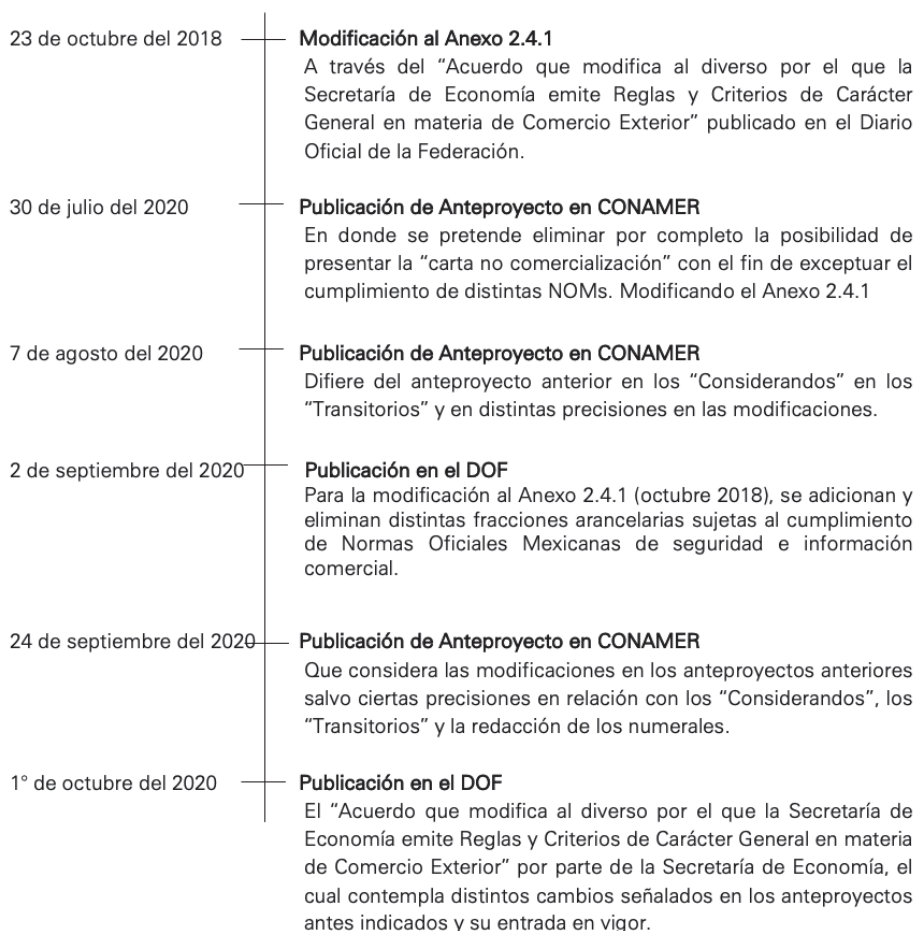 23 de octubre del 2018
Modificación al Anexo 2.4.1
A través del “Acuerdo que modifica al diverso por el que la
Secretaría de Economía emite Reglas y Criterios de Carácter
General en materia de Comercio Exterior” publicado en el Diario
Oficial de la Federación.
30 de julio del 2020
Publicación de Anteproyecto en CONAMER
En donde se pretende eliminar por completo la posibilidad de
presentar la “carta no comercialización” con el fin de exceptuar el
cumplimiento de distintas NOMs. Modificando el Anexo 2.4.1
7 de agosto del 2020
Publicación de Anteproyecto en CONAMER
Difiere del anteproyecto anterior en los “Considerandos” en los
“Transitorios” y en distintas precisiones en las modificaciones.
2 de septiembre del 2020
Publicación en el DOF
Para la modificación al Anexo 2.4.1 (octubre 2018), se adicionan y
eliminan distintas fracciones arancelarias sujetas al cumplimiento
de Normas Oficiales Mexicanas de seguridad e información
comercial.
24 de septiembre del 2020
Publicación de Anteproyecto en CONAMER
Que considera las modificaciones en los anteproyectos anteriores
salvo ciertas precisiones en relación con los “Considerandos”, los
“Transitorios” y la redacción de los numerales.
1° de octubre del 2020
Publicación en el DOF
El “Acuerdo que modifica al diverso por el que la Secretaría de
Economía emite Reglas y Criterios de Carácter General en materia
de Comercio Exterior” por parte de la Secretaría de Economía, el
cual contempla distintos cambios señalados en los anteproyectos
antes indicados y su entrada en vigor.